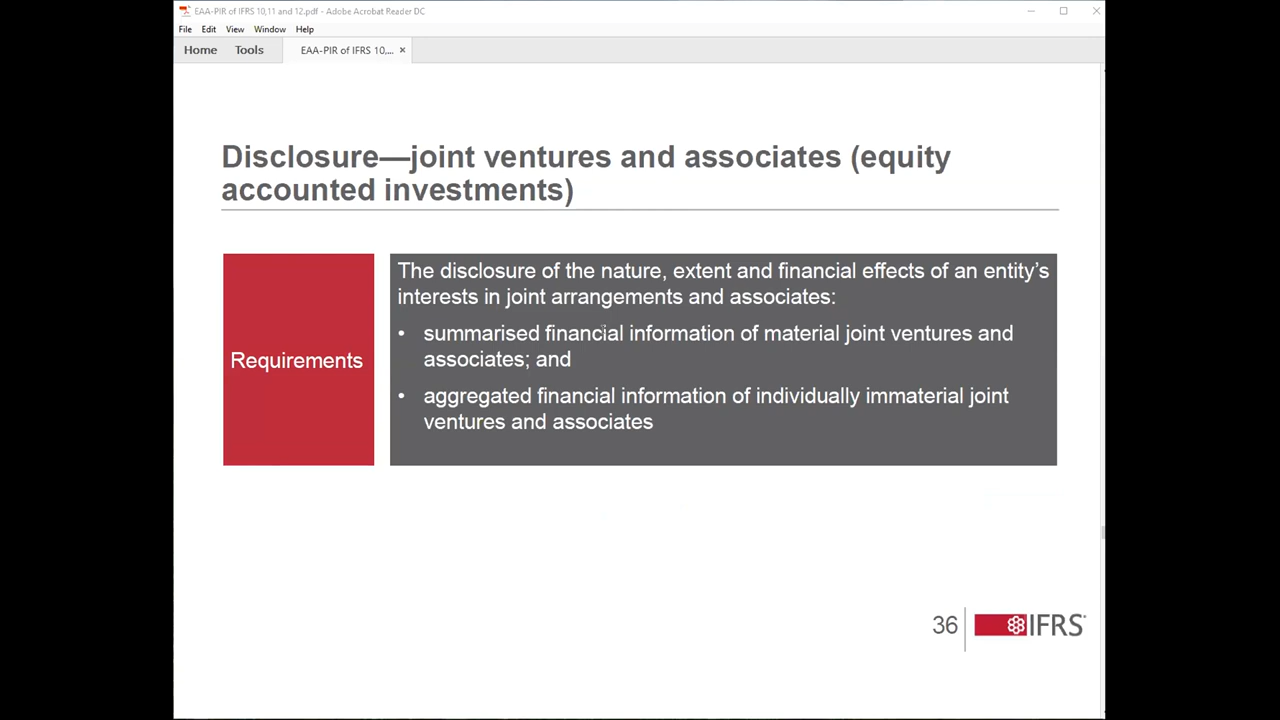 EAA-PIR of IFRS 10,11 and 12.pdf - Adobe Acrobat Reader DC
File Edit View Window Help
Home Tools EAA-PIR of IFRS 10,... ×
Disclosure—joint ventures and associates (equity
accounted investments)
Requirements
The disclosure of the nature, extent and financial effects of an entity’s
interests in joint arrangements and associates:
• summarised financial information of material joint ventures and
associates; and
• aggregated financial information of individually immaterial joint
ventures and associates
36
IFRS®